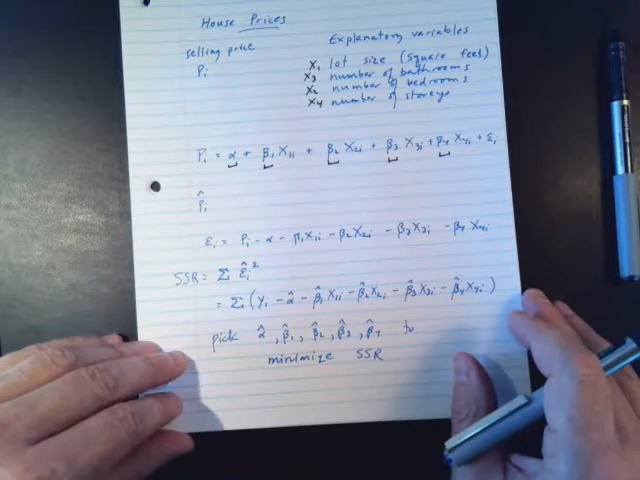 House Prices
selling price
Pᵢ
Explanatory variables
X₁ lot size (square feet)
X₃ number of bathrooms
X₂ number of bedrooms
X₄ number of storeys
Pᵢ = α + β₁X₁ᵢ + β₂X₂ᵢ + β₃X₃ᵢ + β₄X₄ᵢ + εᵢ
P̂ᵢ
εᵢ = Pᵢ - α - β₁X₁ᵢ - β₂X₂ᵢ - β₃X₃ᵢ - β₄X₄ᵢ
SSR = Σ ε̂ᵢ²
= Σᵢ(Yᵢ - α̂ - β̂₁X₁ᵢ - β̂₂X₂ᵢ - β̂₃X₃ᵢ - β̂₄X₄ᵢ)
pick α̂, β̂₁, β̂₂, β̂₃, β̂₄ to
minimize SSR